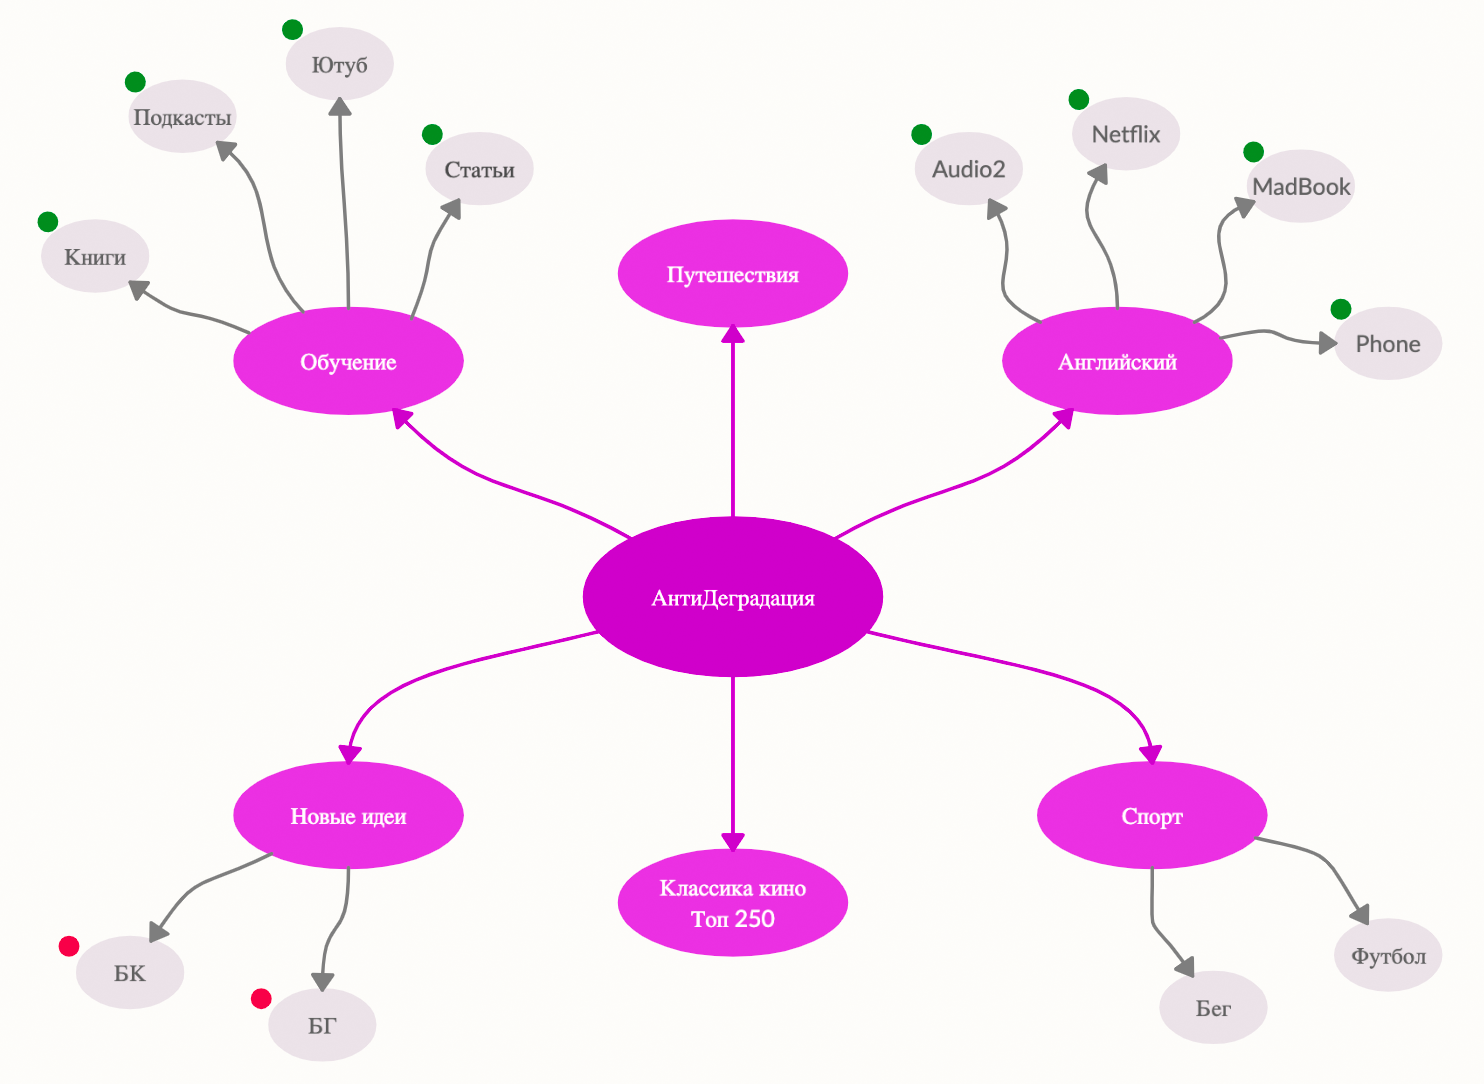 Ютуб
Подкасты
Статьи
Книги
Обучение
Путешествия
Netflix
Audio2
MadBook
Phone
Английский
АнтиДеградация
Новые идеи
БК
БГ
Классика кино
Топ 250
Спорт
Футбол
Бег